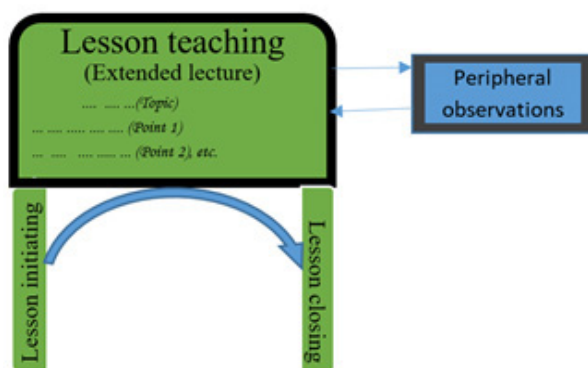 Lesson teaching
(Extended lecture)
.... .... ...(Topic)
... .... ..... .... .... (Point 1)
... .... .... ..... ... (Point 2), etc.
Peripheral
observations
Lesson initiating
Lesson closing